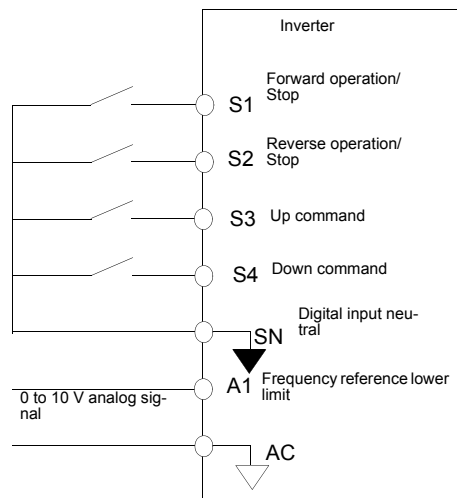 Inverter
S1 Forward operation/
Stop
S2 Reverse operation/
Stop
S3 Up command
S4 Down command
SN Digital input neu-
tral
A1 Frequency reference lower
limit
0 to 10 V analog sig-
nal
AC